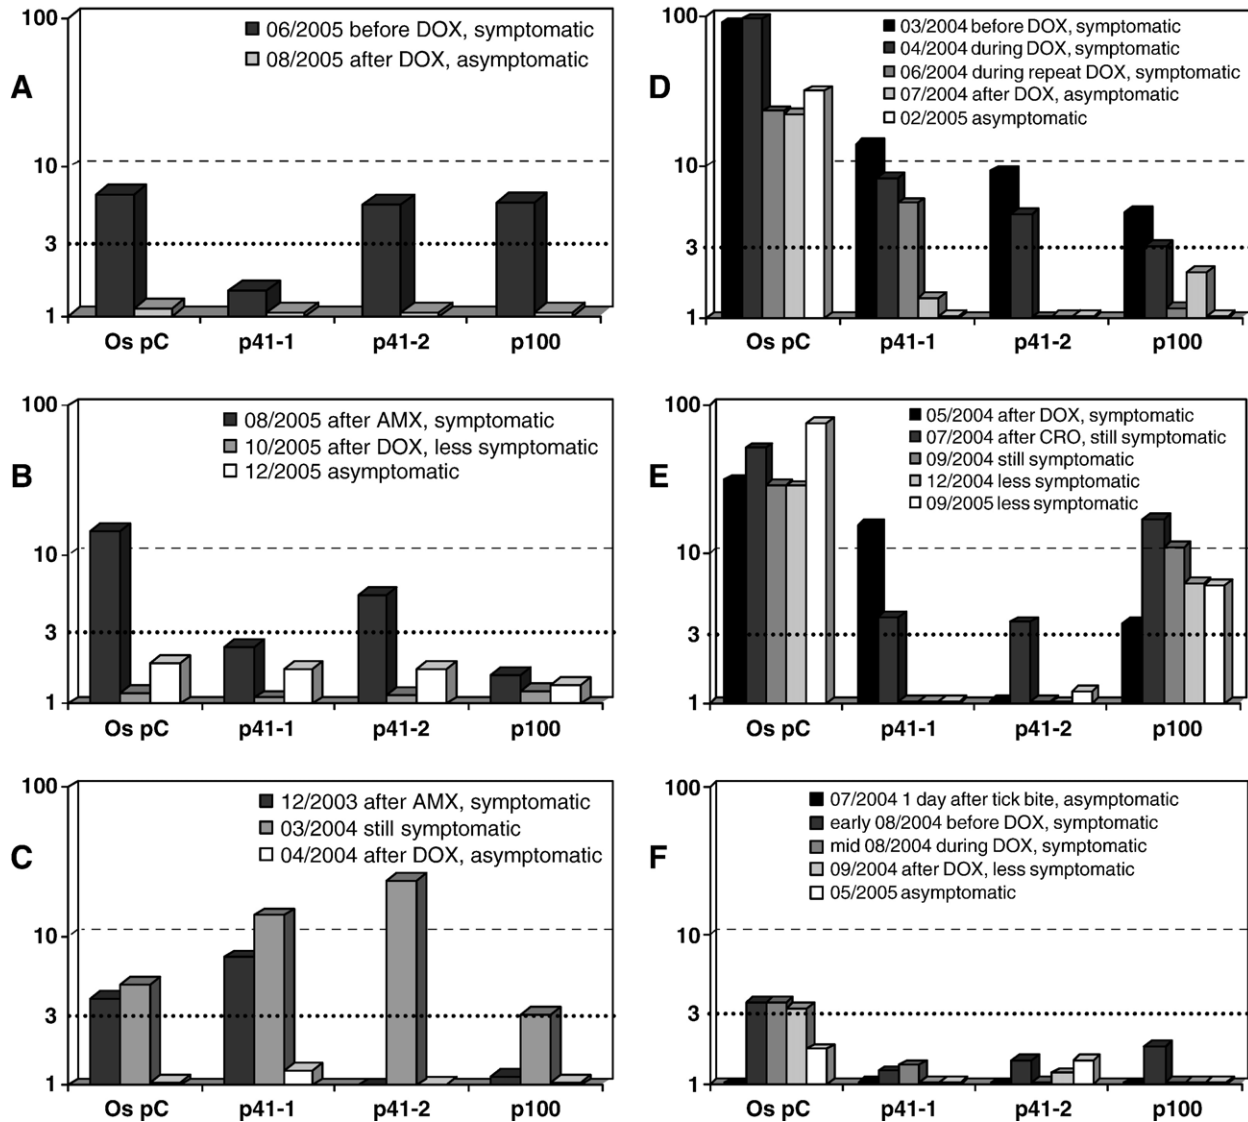 A
100
10
3
1
06/2005 before DOX, symptomatic
08/2005 after DOX, asymptomatic
Os pC p41-1 p41-2 p100
B
100
10
3
1
08/2005 after AMX, symptomatic
10/2005 after DOX, less symptomatic
12/2005 asymptomatic
Os pC p41-1 p41-2 p100
C
100
10
3
1
12/2003 after AMX, symptomatic
03/2004 still symptomatic
04/2004 after DOX, asymptomatic
Os pC p41-1 p41-2 p100
D
100
10
3
1
03/2004 before DOX, symptomatic
04/2004 during DOX, symptomatic
06/2004 during repeat DOX, symptomatic
07/2004 after DOX, asymptomatic
02/2005 asymptomatic
Os pC p41-1 p41-2 p100
E
100
10
3
1
05/2004 after DOX, symptomatic
07/2004 after CRO, still symptomatic
09/2004 still symptomatic
12/2004 less symptomatic
09/2005 less symptomatic
Os pC p41-1 p41-2 p100
F
100
10
3
1
07/2004 1 day after tick bite, asymptomatic
early 08/2004 before DOX, symptomatic
mid 08/2004 during DOX, symptomatic
09/2004 after DOX, less symptomatic
05/2005 asymptomatic
Os pC p41-1 p41-2 p100